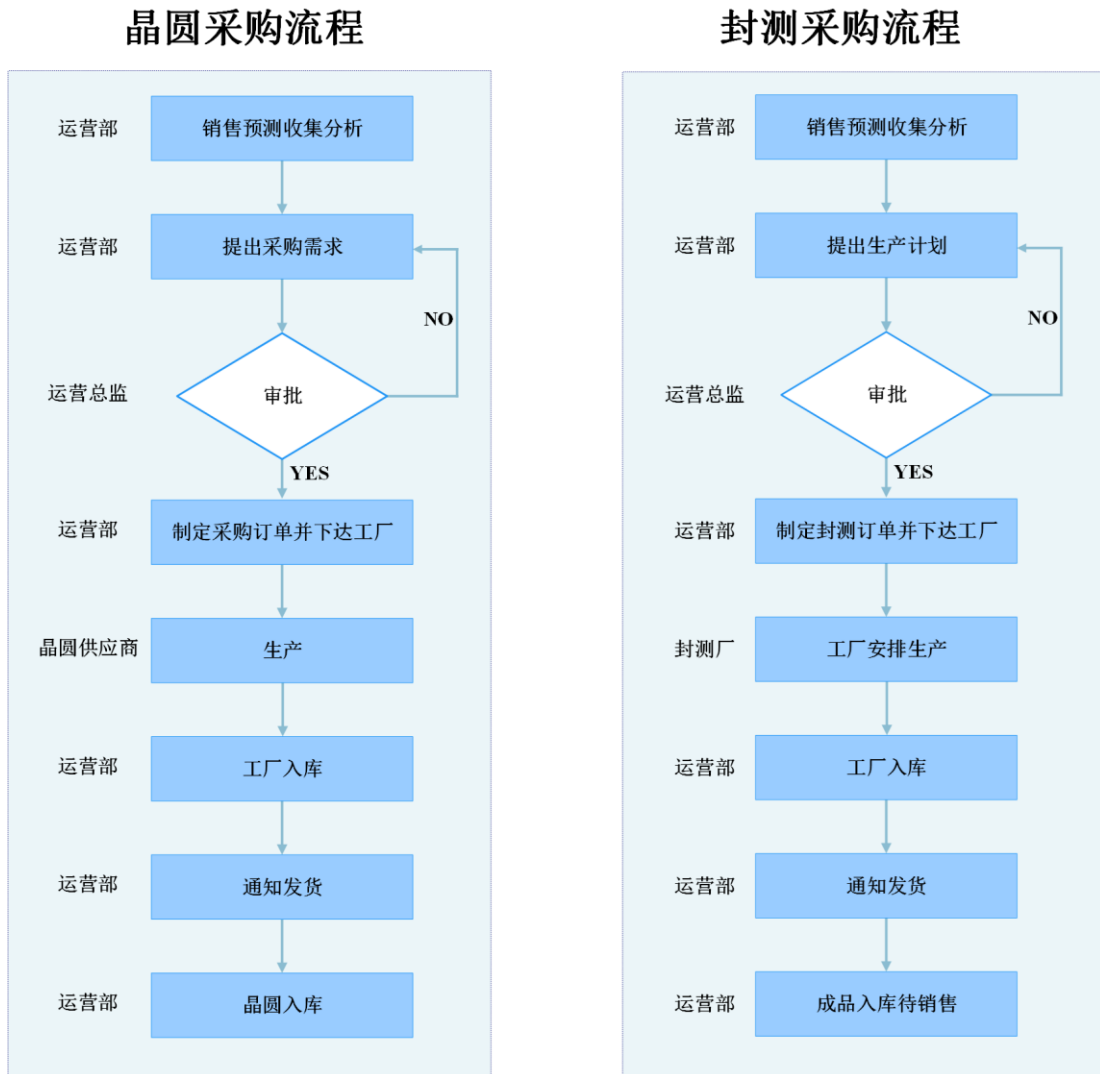 晶圆采购流程
运营部
销售预测收集分析
运营部
提出采购需求
NO
运营总监
审批
YES
运营部
制定采购订单并下达工厂
晶圆供应商
生产
运营部
工厂入库
运营部
通知发货
运营部
晶圆入库
封测采购流程
运营部
销售预测收集分析
运营部
提出生产计划
NO
运营总监
审批
YES
运营部
制定封测订单并下达工厂
封测厂
工厂安排生产
运营部
工厂入库
运营部
通知发货
运营部
成品入库待销售